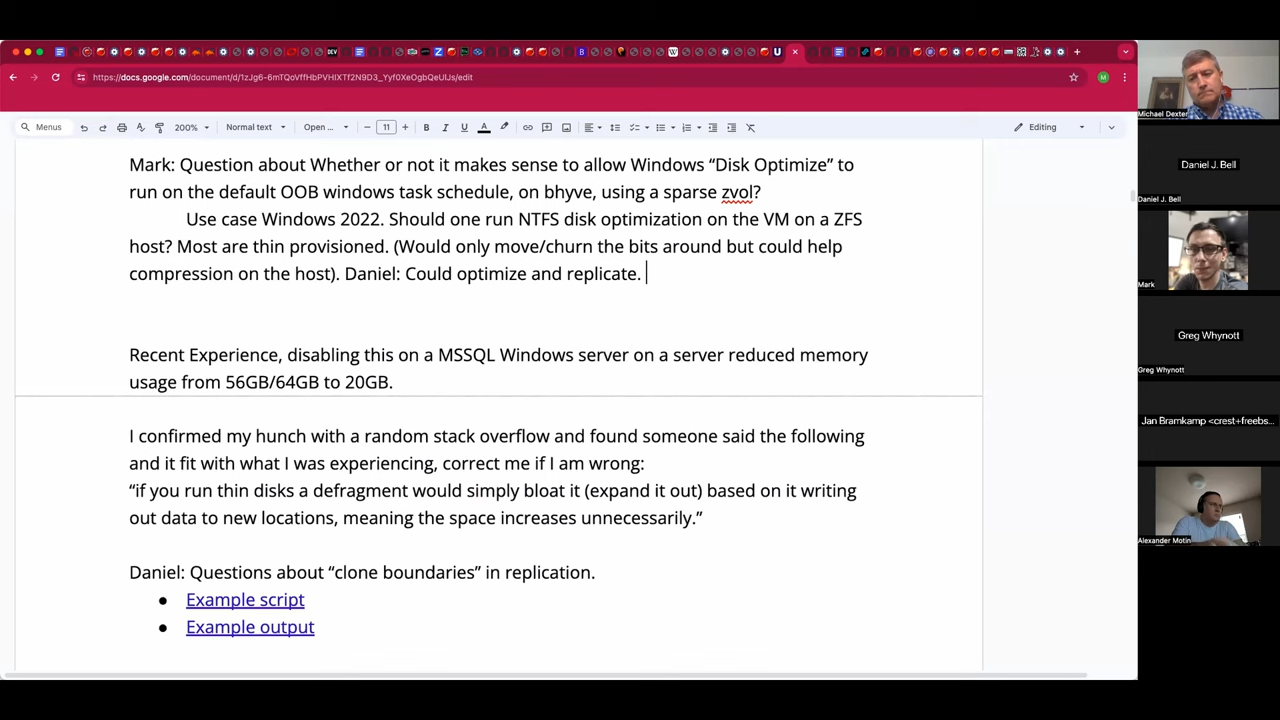 https://docs.google.com/document/d/1zJg6-6mTQoVffHbPVHIXTf2N9D3_Yyf0XeOgbQeUIJs/edit
Menus
200%
Normal text
Open ...
11
Editing
Mark: Question about Whether or not it makes sense to allow Windows “Disk Optimize” to
run on the default OOB windows task schedule, on bhyve, using a sparse zvol?
Use case Windows 2022. Should one run NTFS disk optimization on the VM on a ZFS
host? Most are thin provisioned. (Would only move/churn the bits around but could help
compression on the host). Daniel: Could optimize and replicate.
Recent Experience, disabling this on a MSSQL Windows server on a server reduced memory
usage from 56GB/64GB to 20GB.
I confirmed my hunch with a random stack overflow and found someone said the following
and it fit with what I was experiencing, correct me if I am wrong:
“if you run thin disks a defragment would simply bloat it (expand it out) based on it writing
out data to new locations, meaning the space increases unnecessarily.”
Daniel: Questions about “clone boundaries” in replication.
● Example script
● Example output
Michael Dexter
Daniel J. Bell
Daniel J. Bell
Mark
Greg Whynott
Greg Whynott
Jan Bramkamp <crest+freebs...
Alexander Motin